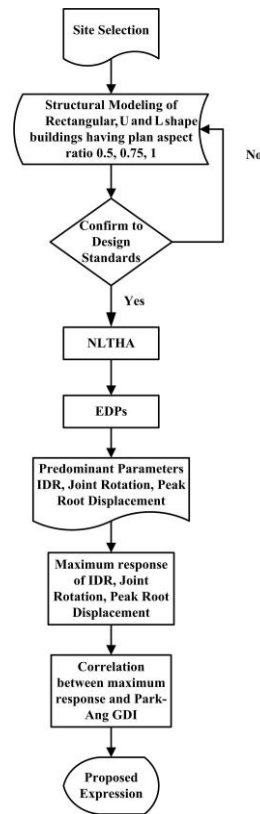 Site Selection
Structural Modeling of
Rectangular, U and L shape
buildings having plan aspect
ratio 0.5, 0.75, 1
No
Confirm to
Design
Standards
Yes
NLTHA
EDPs
Predominant Parameters
IDR, Joint Rotation, Peak
Root Displacement
Maximum response
of IDR, Joint
Rotation, Peak Root
Displacement
Correlation
between maximum
response and Park-
Ang GDI
Proposed
Expression